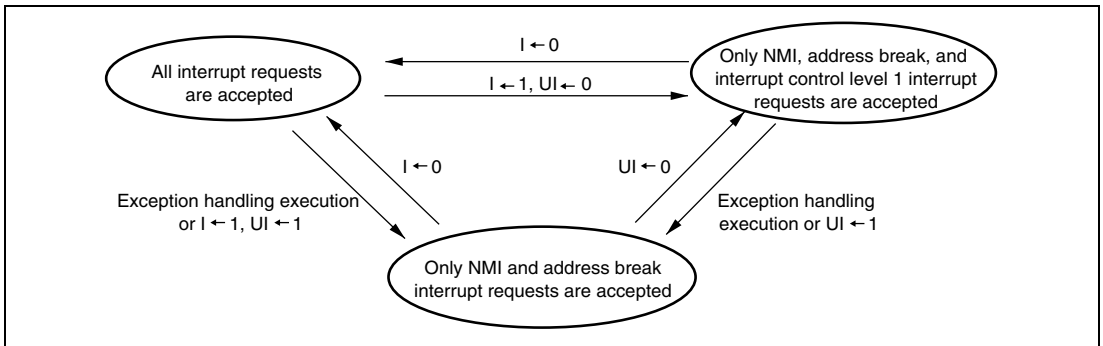 I ← 0
All interrupt requests
are accepted
Only NMI, address break, and
interrupt control level 1 interrupt
requests are accepted
I ← 1, UI ← 0
I ← 0
UI ← 0
Exception handling execution
or I ← 1, UI ← 1
Exception handling
execution or UI ← 1
Only NMI and address break
interrupt requests are accepted